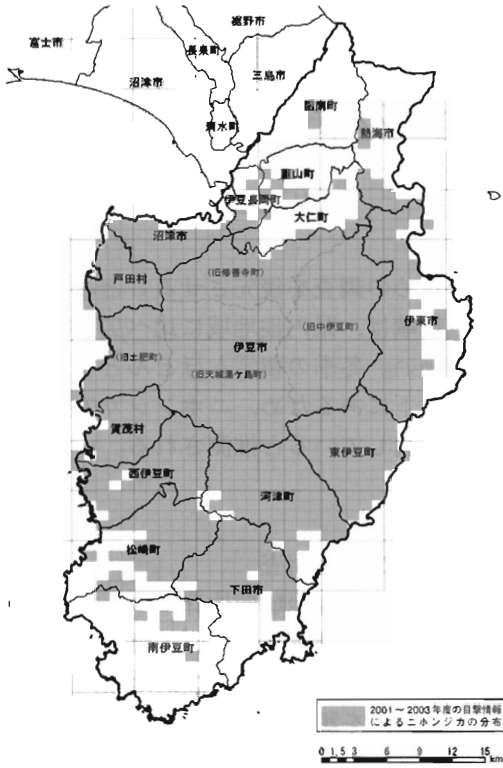 裾野市
富士市
長泉町
沼津市
三島市
清水町
函南町
熱海市
韮山町
伊豆長岡町
大仁町
沼津市
(旧修善寺町)
戸田村
伊東市
(旧中伊豆町)
伊豆市
(旧土肥町)
(旧天城湯ケ島町)
賀茂村
東伊豆町
西伊豆町
河津町
松崎町
下田市
南伊豆町
2001~2003年度の目撃情報
によるニホンジカの分布
0 1.5 3 6 9 12 15
km